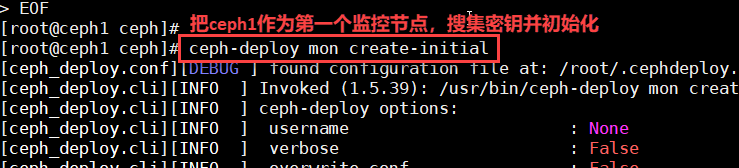 > EOF
[root@ceph1 ceph]#
把ceph1作为第一个监控节点，搜集密钥并初始化
[root@ceph1 ceph]# ceph-deploy mon create-initial
[ceph_deploy.conf][DEBUG ] found configuration file at: /root/.cephdeploy.
[ceph_deploy.cli][INFO  ] Invoked (1.5.39): /usr/bin/ceph-deploy mon creat
[ceph_deploy.cli][INFO  ] ceph-deploy options:
[ceph_deploy.cli][INFO  ]  username                      : None
[ceph_deploy.cli][INFO  ]  verbose                       : False
[ceph_deploy.cli][INFO  ]  overwrite_conf                : False